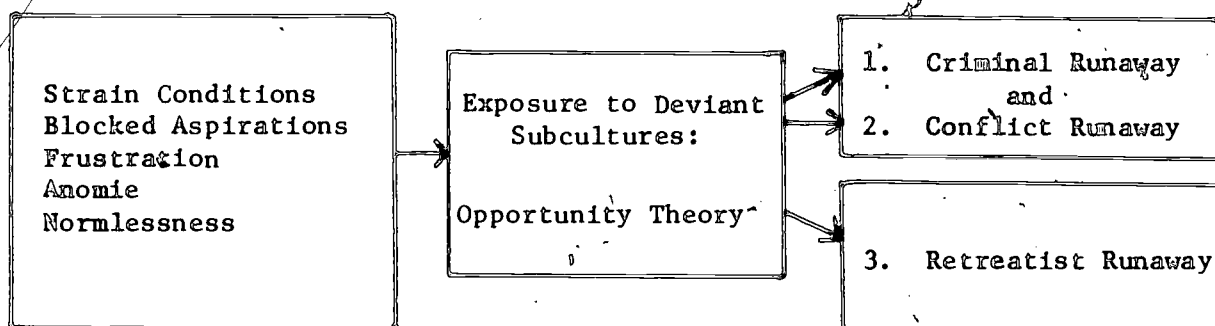 Strain Conditions
Blocked Aspirations
Frustration
Anomie
Normlessness
Exposure to Deviant
Subcultures:
Opportunity Theory
1. Criminal Runaway
and
2. Conflict Runaway
3. Retreatist Runaway